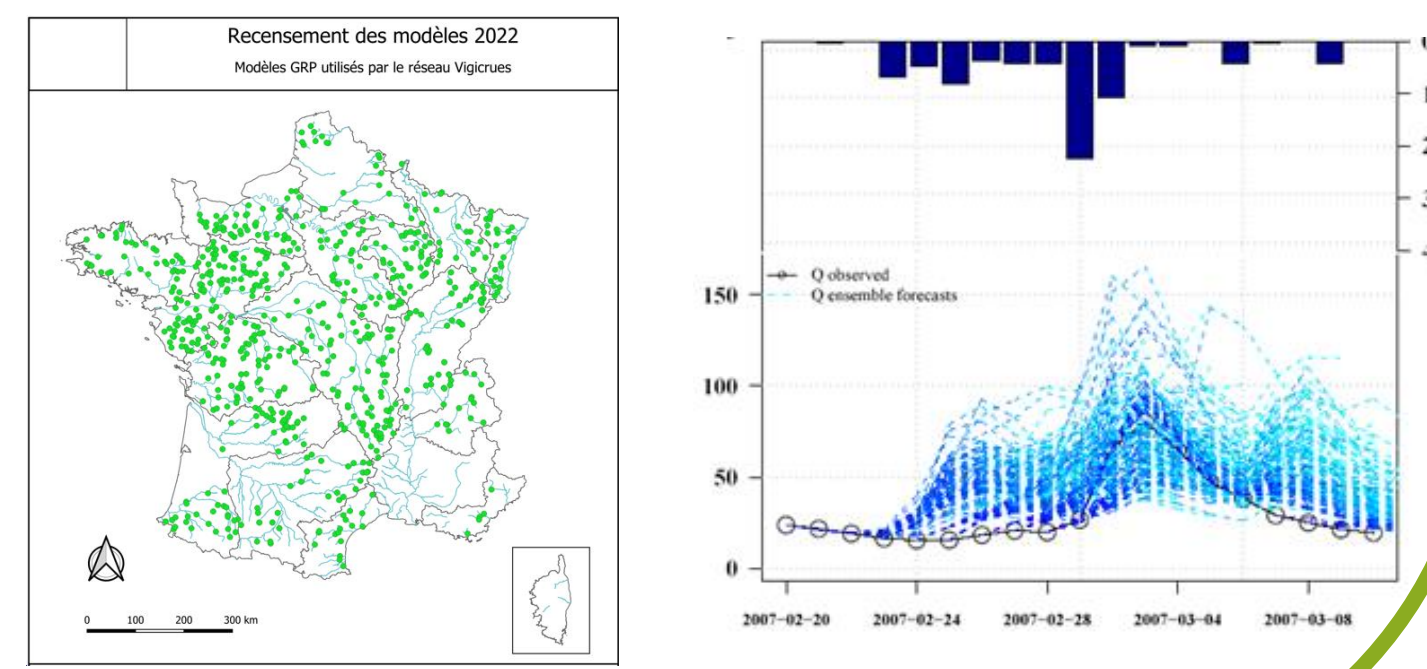 Recensement des modèles 2022
Modèles GRP utilisés par le réseau Vigicrues
0 100 200 300 km
Q observed
Q ensemble forecasts
150
100
50
0
2007-02-20 2007-02-24 2007-02-28 2007-03-04 2007-03-08